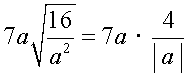 7a√(16/a²) = 7a · 4/|a|